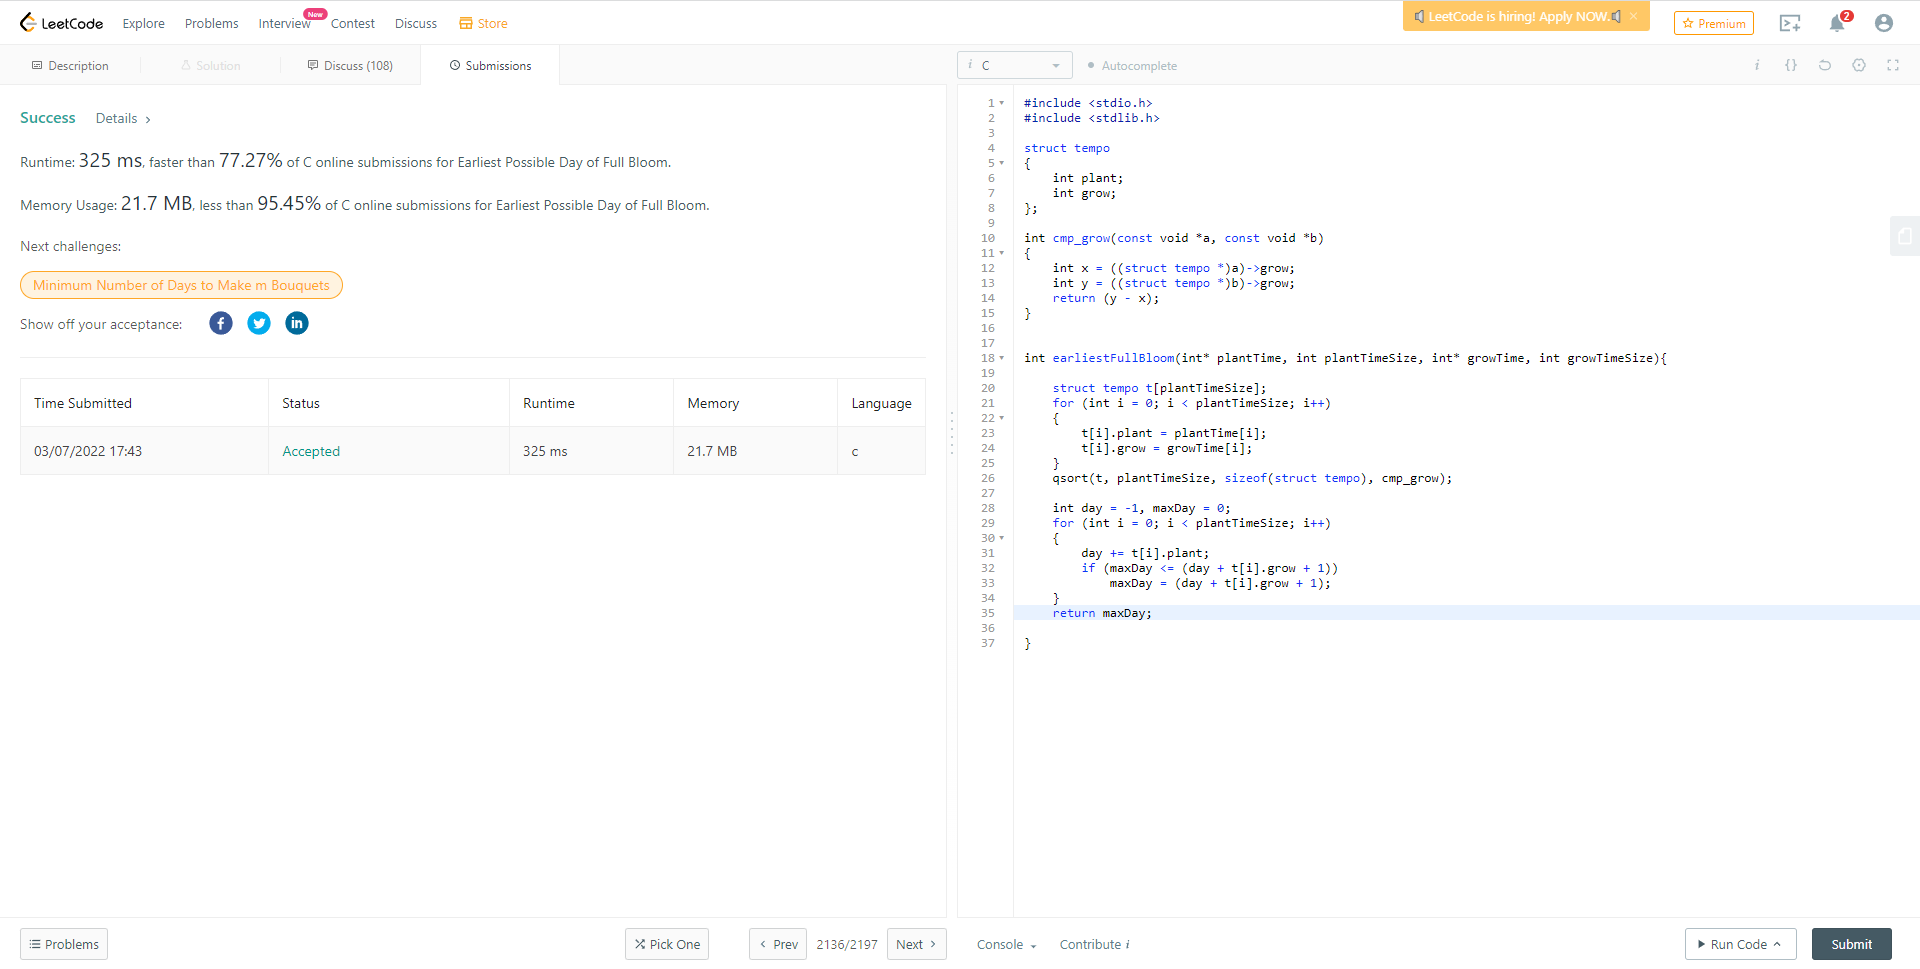 LeetCode Explore Problems Interview New Contest Discuss Store LeetCode is hiring! Apply NOW. × Premium 2
Description Solution Discuss (108) Submissions
i C Autocomplete i {}
Success Details >
Runtime: 325 ms, faster than 77.27% of C online submissions for Earliest Possible Day of Full Bloom.
Memory Usage: 21.7 MB, less than 95.45% of C online submissions for Earliest Possible Day of Full Bloom.
Next challenges:
Minimum Number of Days to Make m Bouquets
Show off your acceptance: f in
Time Submitted Status Runtime Memory Language
03/07/2022 17:43 Accepted 325 ms 21.7 MB c
1 #include <stdio.h>
2 #include <stdlib.h>
3
4 struct tempo
5 {
6 int plant;
7 int grow;
8 };
9
10 int cmp_grow(const void *a, const void *b)
11 {
12 int x = ((struct tempo *)a)->grow;
13 int y = ((struct tempo *)b)->grow;
14 return (y - x);
15 }
16
17
18 int earliestFullBloom(int* plantTime, int plantTimeSize, int* growTime, int growTimeSize){
19
20 struct tempo t[plantTimeSize];
21 for (int i = 0; i < plantTimeSize; i++)
22 {
23 t[i].plant = plantTime[i];
24 t[i].grow = growTime[i];
25 }
26 qsort(t, plantTimeSize, sizeof(struct tempo), cmp_grow);
27
28 int day = -1, maxDay = 0;
29 for (int i = 0; i < plantTimeSize; i++)
30 {
31 day += t[i].plant;
32 if (maxDay <= (day + t[i].grow + 1))
33 maxDay = (day + t[i].grow + 1);
34 }
35 return maxDay;
36
37 }
Problems Pick One < Prev 2136/2197 Next > Console Contribute i Run Code Submit